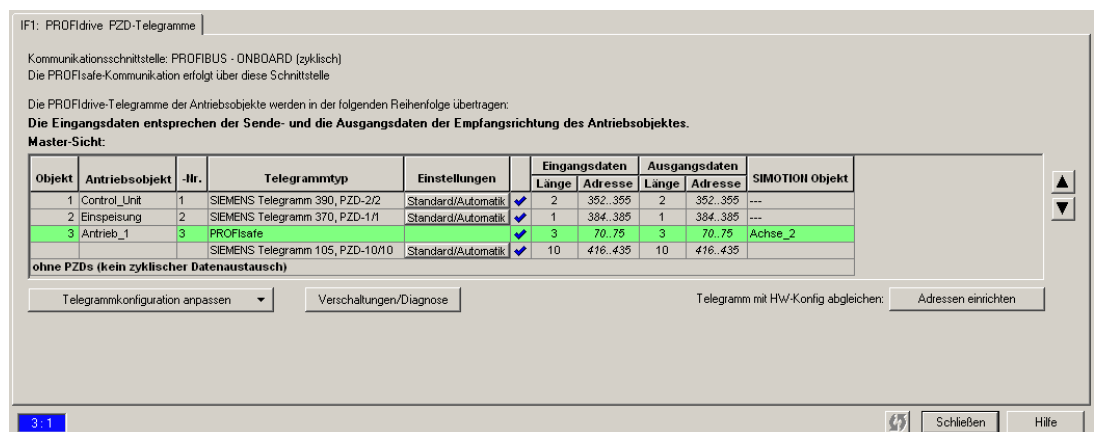 IF1: PROFIdrive PZD-Telegramme
Kommunikationsschnittstelle: PROFIBUS - ONBOARD (zyklisch)
Die PROFIsafe-Kommunikation erfolgt über diese Schnittstelle
Die PROFIdrive-Telegramme der Antriebsobjekte werden in der folgenden Reihenfolge übertragen:
Die Eingangsdaten entsprechen der Sende- und die Ausgangsdaten der Empfangsrichtung des Antriebsobjektes.
Master-Sicht:
Objekt Antriebsobjekt -Nr. Telegrammtyp Einstellungen Eingangsdaten Ausgangsdaten SIMOTION Objekt
Länge Adresse Länge Adresse
1 Control_Unit 1 SIEMENS Telegramm 390, PZD-2/2 Standard/Automatik 2 352..355 2 352..355 ---
2 Einspeisung 2 SIEMENS Telegramm 370, PZD-1/1 Standard/Automatik 1 384..385 1 384..385 ---
3 Antrieb_1 3 PROFIsafe 3 70..75 3 70..75 Achse_2
SIEMENS Telegramm 105, PZD-10/10 Standard/Automatik 10 416..435 10 416..435
ohne PZDs (kein zyklischer Datenaustausch)
Telegrammkonfiguration anpassen Verschaltungen/Diagnose Telegramm mit HW-Konfig abgleichen: Adressen einrichten
3 : 1 Schließen Hilfe